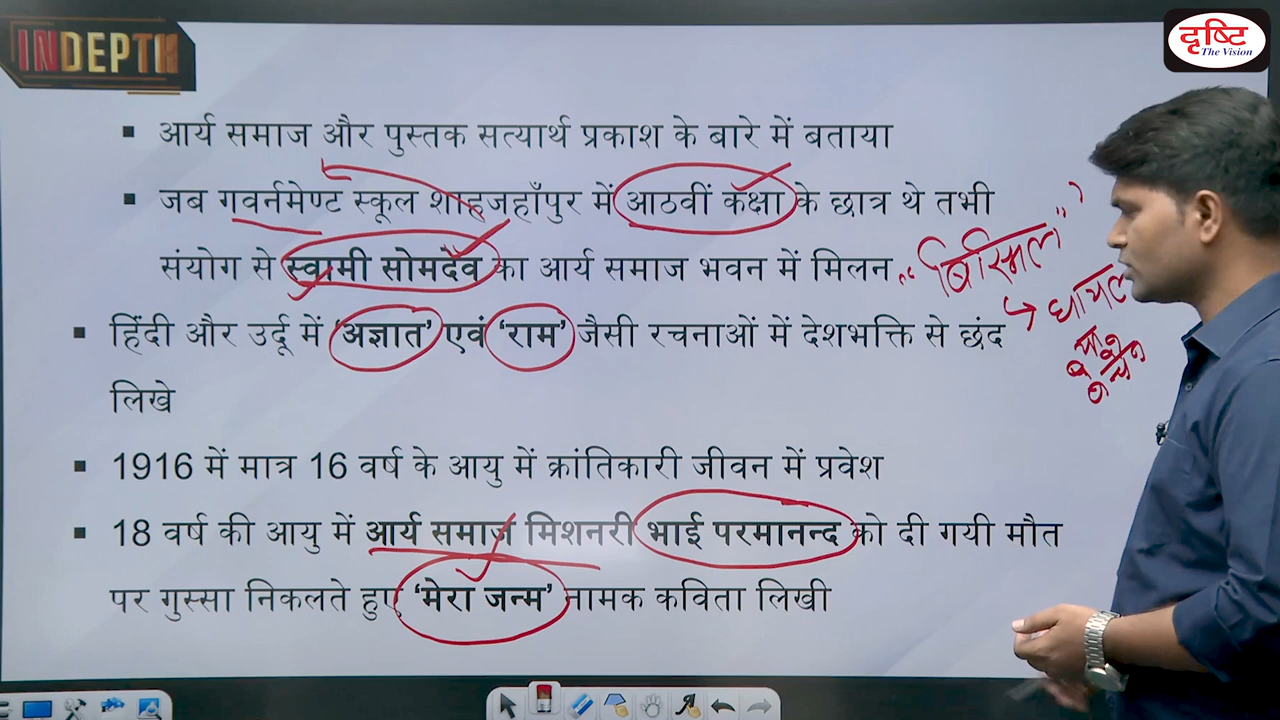 INDEPTH
दृष्टि
The Vision
आर्य समाज और पुस्तक सत्यार्थ प्रकाश के बारे में बताया
जब गवर्नमेण्ट स्कूल शाहजहाँपुर में आठवीं कक्षा के छात्र थे तभी
संयोग से स्वामी सोमदेव का आर्य समाज भवन में मिलन
"बिस्मिल"
घायल
हिंदी और उर्दू में 'अज्ञात' एवं 'राम' जैसी रचनाओं में देशभक्ति से छंद
लिखे
1916 में मात्र 16 वर्ष के आयु में क्रांतिकारी जीवन में प्रवेश
18 वर्ष की आयु में आर्य समाज मिशनरी भाई परमानन्द को दी गयी मौत
पर गुस्सा निकलते हुए 'मेरा जन्म' नामक कविता लिखी